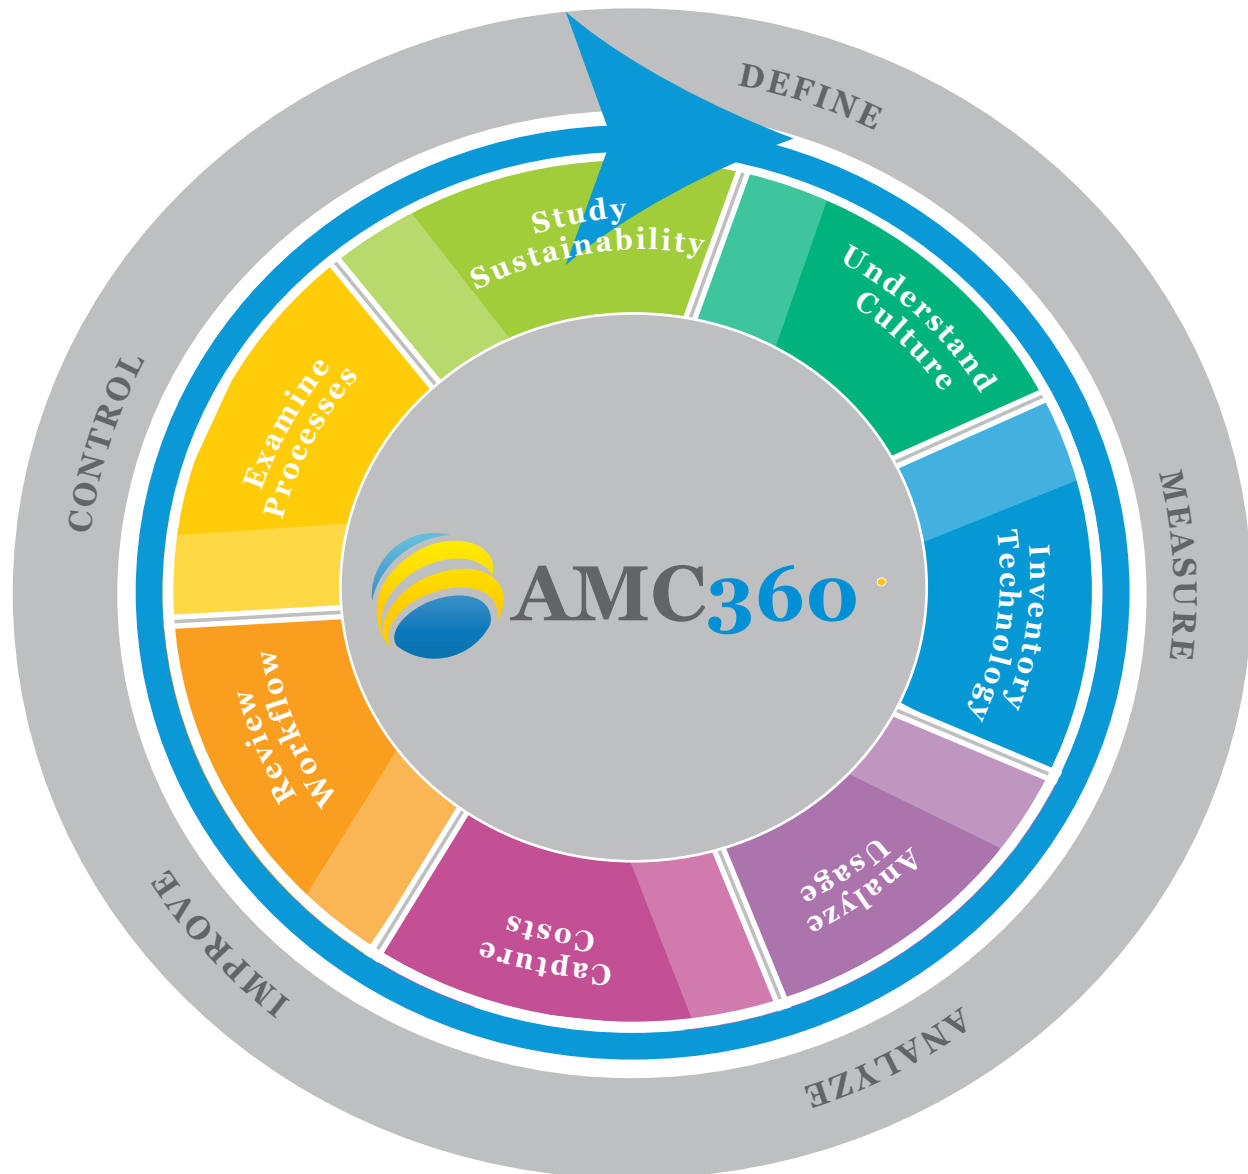 DEFINE
MEASURE
ANALYZE
IMPROVE
CONTROL
Study
Sustainability
Understand
Culture
Inventory
Technology
Analyze
Usage
Capture
Costs
Review
Workflow
Examine
Processes
AMC360